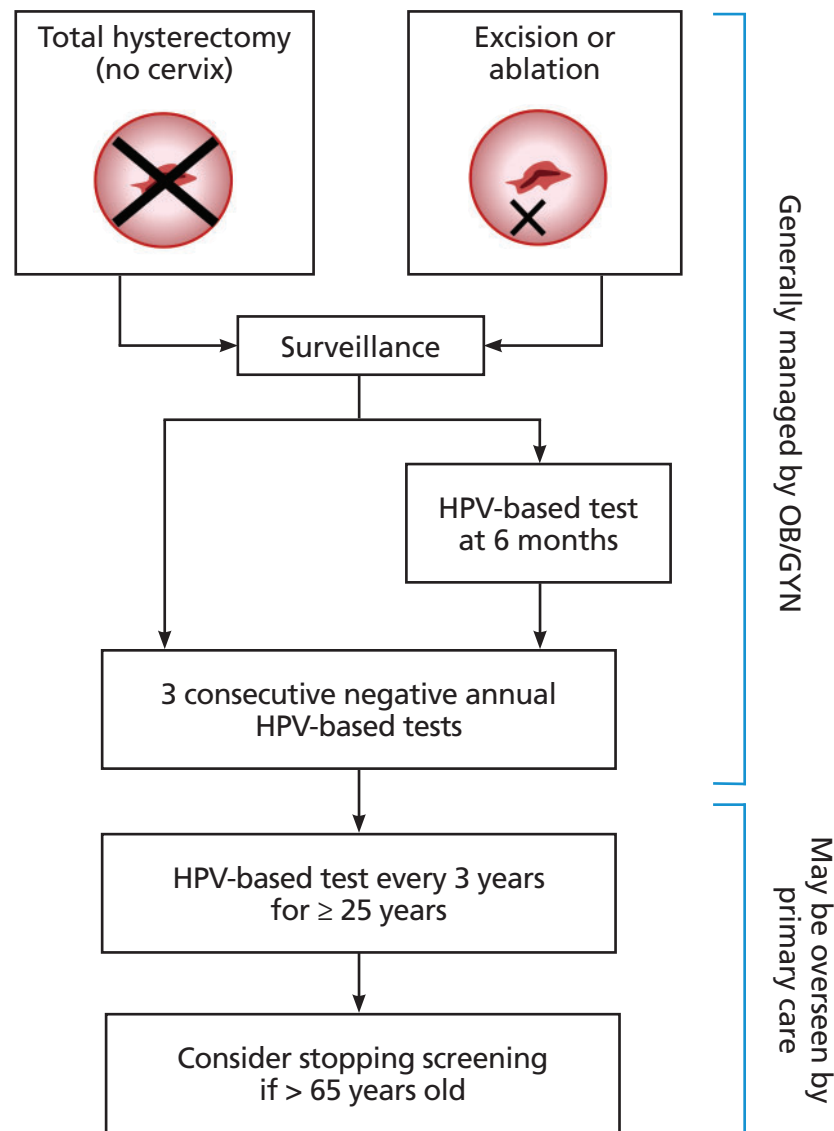 Total hysterectomy
(no cervix)
Excision or
ablation
Surveillance
HPV-based test
at 6 months
3 consecutive negative annual
HPV-based tests
HPV-based test every 3 years
for ≥ 25 years
Consider stopping screening
if > 65 years old
Generally managed by OB/GYN
May be overseen by
primary care